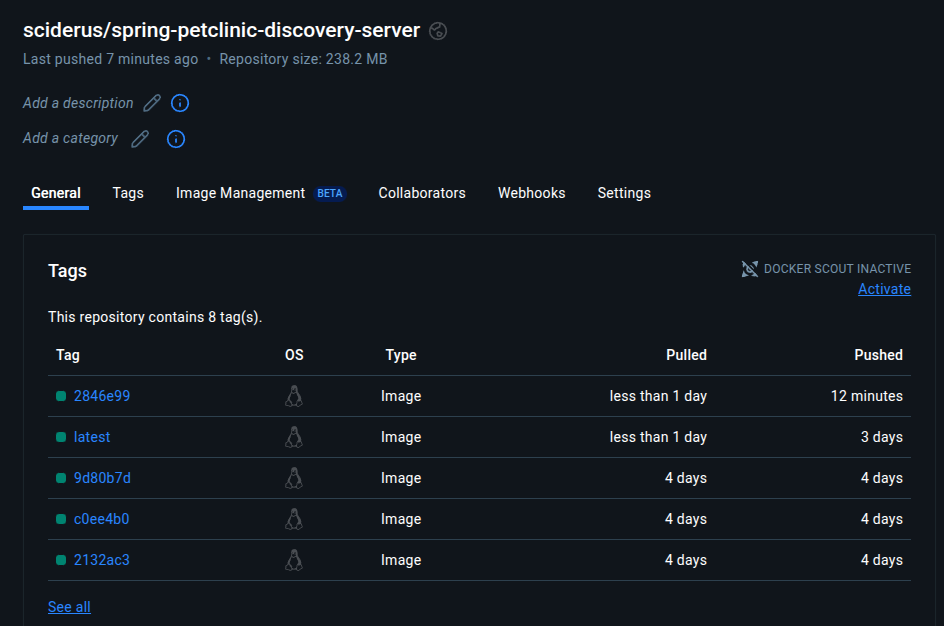 sciderus/spring-petclinic-discovery-server
Last pushed 7 minutes ago · Repository size: 238.2 MB
Add a description
Add a category
General Tags Image Management BETA Collaborators Webhooks Settings
Tags
DOCKER SCOUT INACTIVE
Activate
This repository contains 8 tag(s).
Tag OS Type Pulled Pushed
2846e99 Image less than 1 day 12 minutes
latest Image less than 1 day 3 days
9d80b7d Image 4 days 4 days
c0ee4b0 Image 4 days 4 days
2132ac3 Image 4 days 4 days
See all